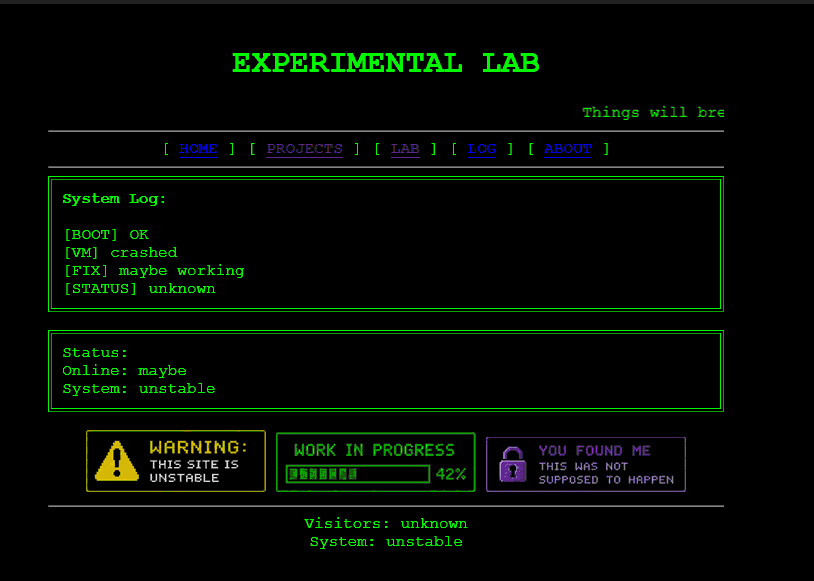 EXPERIMENTAL LAB
Things will bre
[ HOME ] [ PROJECTS ] [ LAB ] [ LOG ] [ ABOUT ]
System Log:
[BOOT] OK
[VM] crashed
[FIX] maybe working
[STATUS] unknown
Status:
Online: maybe
System: unstable
WARNING:
THIS SITE IS
UNSTABLE
WORK IN PROGRESS
42%
YOU FOUND ME
THIS WAS NOT
SUPPOSED TO HAPPEN
Visitors: unknown
System: unstable